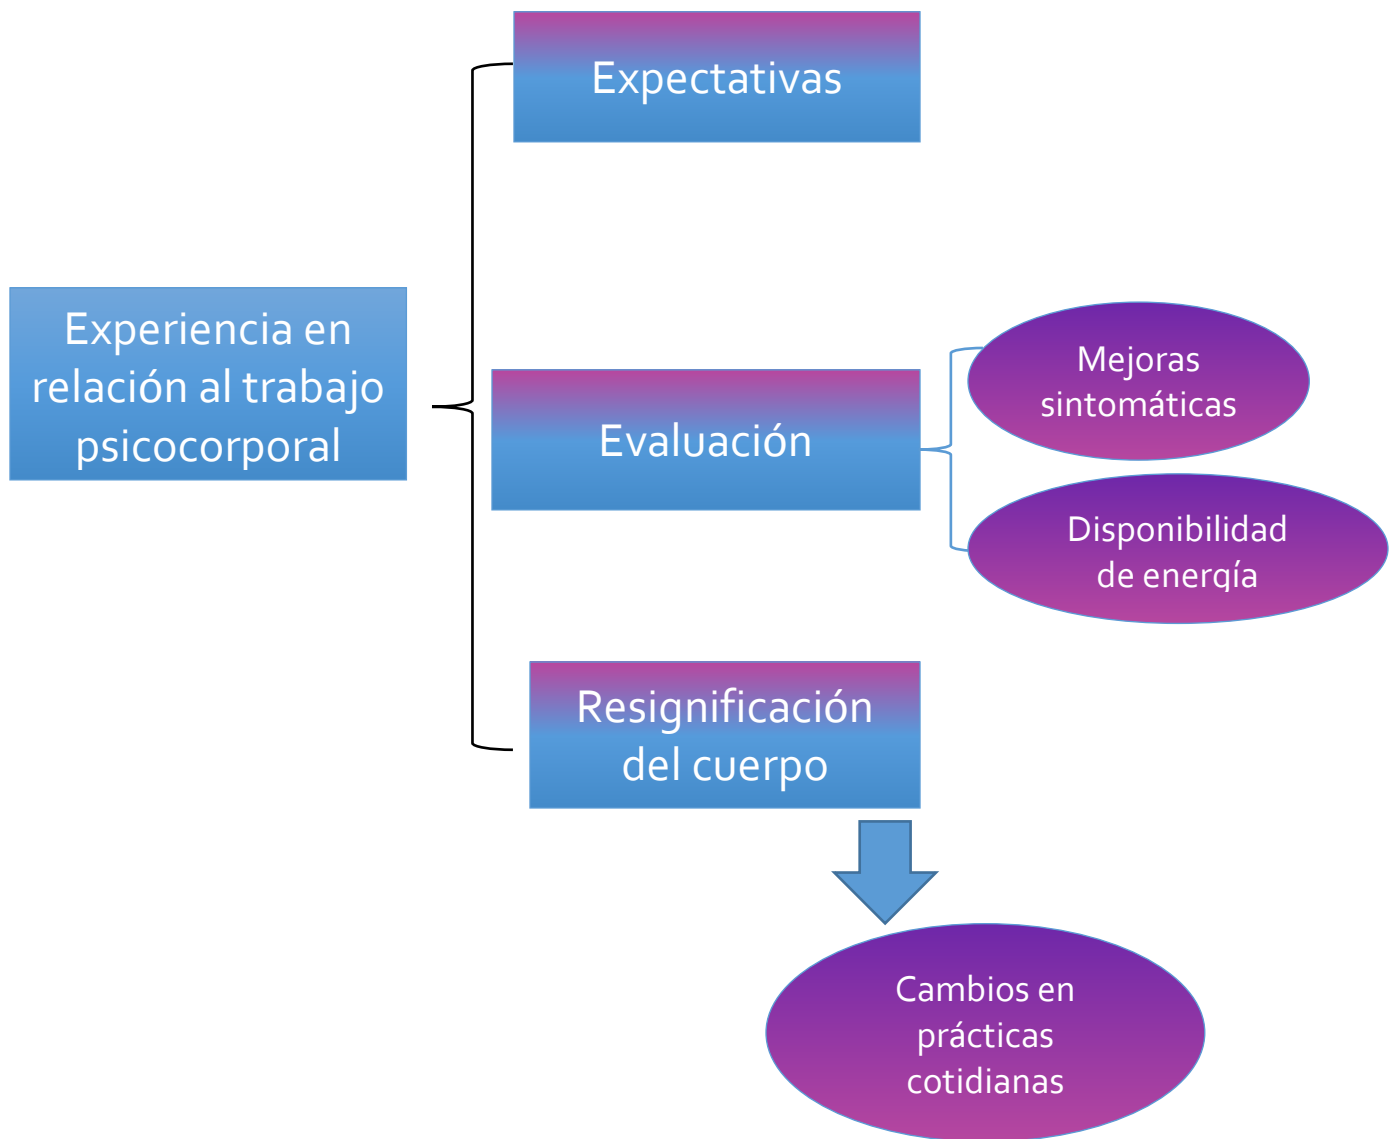 Expectativas
Experiencia en
relación al trabajo
psicocorporal
Evaluación
Mejoras
sintomáticas
Disponibilidad
de energía
Resignificación
del cuerpo
Cambios en
prácticas
cotidianas